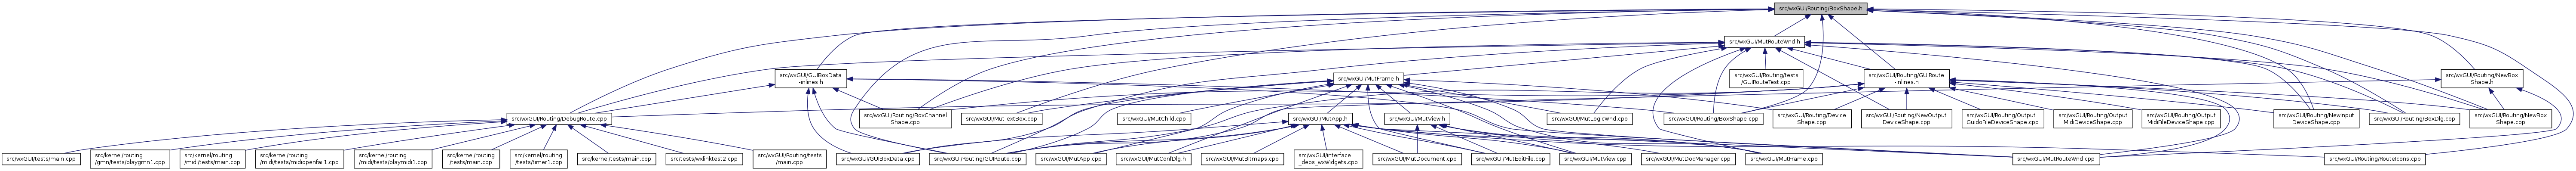 src/wxGUI/Routing/BoxShape.h
src/wxGUI/MutRouteWnd.h
src/wxGUI/GUIBoxData
-inlines.h
src/wxGUI/MutFrame.h
src/wxGUI/Routing/tests
/GUIRouteTest.cpp
src/wxGUI/Routing/GUIRoute
-inlines.h
src/wxGUI/Routing/NewBox
Shape.h
src/wxGUI/Routing/DebugRoute.cpp
src/wxGUI/Routing/BoxChannel
Shape.cpp
src/wxGUI/MutTextBox.cpp
src/wxGUI/MutChild.cpp
src/wxGUI/MutApp.h
src/wxGUI/MutView.h
src/wxGUI/MutLogicWnd.cpp
src/wxGUI/Routing/BoxShape.cpp
src/wxGUI/Routing/Device
Shape.cpp
src/wxGUI/Routing/NewOutput
DeviceShape.cpp
src/wxGUI/Routing/Output
GuidoFileDeviceShape.cpp
src/wxGUI/Routing/Output
MidiDeviceShape.cpp
src/wxGUI/Routing/Output
MidiFileDeviceShape.cpp
src/wxGUI/Routing/NewInput
DeviceShape.cpp
src/wxGUI/Routing/BoxDlg.cpp
src/wxGUI/Routing/NewBox
Shape.cpp
src/wxGUI/tests/main.cpp
src/kernel/routing
/gmn/tests/playgmn1.cpp
src/kernel/routing
/midi/tests/main.cpp
src/kernel/routing
/midi/tests/midiopenfail1.cpp
src/kernel/routing
/midi/tests/playmidi1.cpp
src/kernel/routing
/tests/main.cpp
src/kernel/routing
/tests/timer1.cpp
src/kernel/tests/main.cpp
src/tests/wxlinktest2.cpp
src/wxGUI/Routing/tests
/main.cpp
src/wxGUI/GUIBoxData.cpp
src/wxGUI/Routing/GUIRoute.cpp
src/wxGUI/MutApp.cpp
src/wxGUI/MutConfDlg.h
src/wxGUI/MutBitmaps.cpp
src/wxGUI/Interface
_deps_wxWidgets.cpp
src/wxGUI/MutDocument.cpp
src/wxGUI/MutEditFile.cpp
src/wxGUI/MutView.cpp
src/wxGUI/MutDocManager.cpp
src/wxGUI/MutFrame.cpp
src/wxGUI/MutRouteWnd.cpp
src/wxGUI/Routing/RouteIcons.cpp